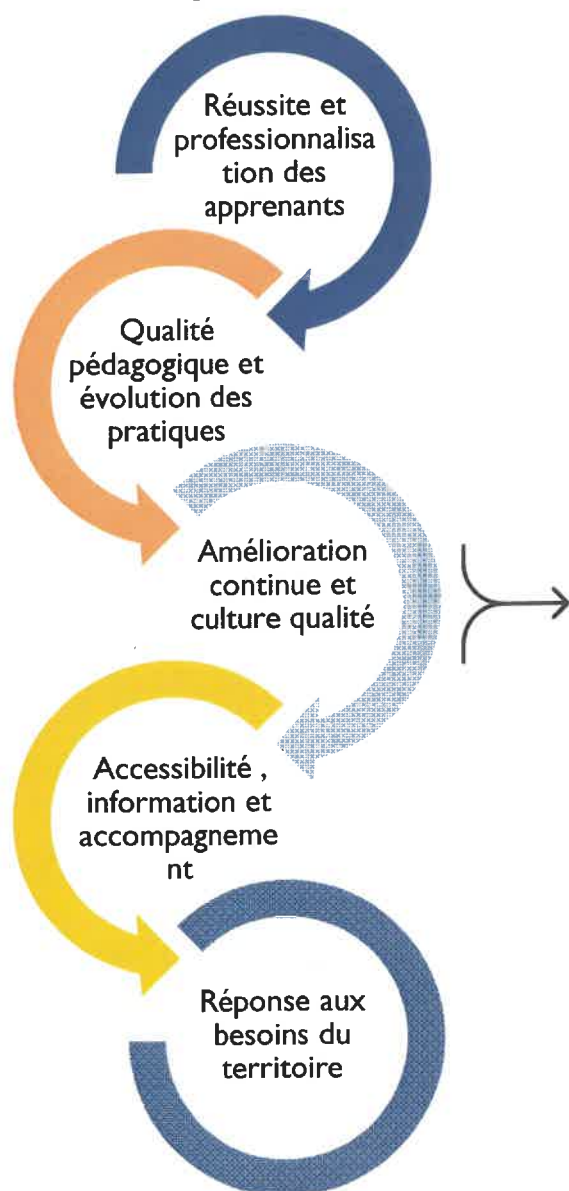 Réussite et
professionnalisa
tion des
apprenants
Qualité
pédagogique et
évolution des
pratiques
Amélioration
continue et
culture qualité
Accessibilité ,
information et
accompagneme
nt
Réponse aux
besoins du
territoire